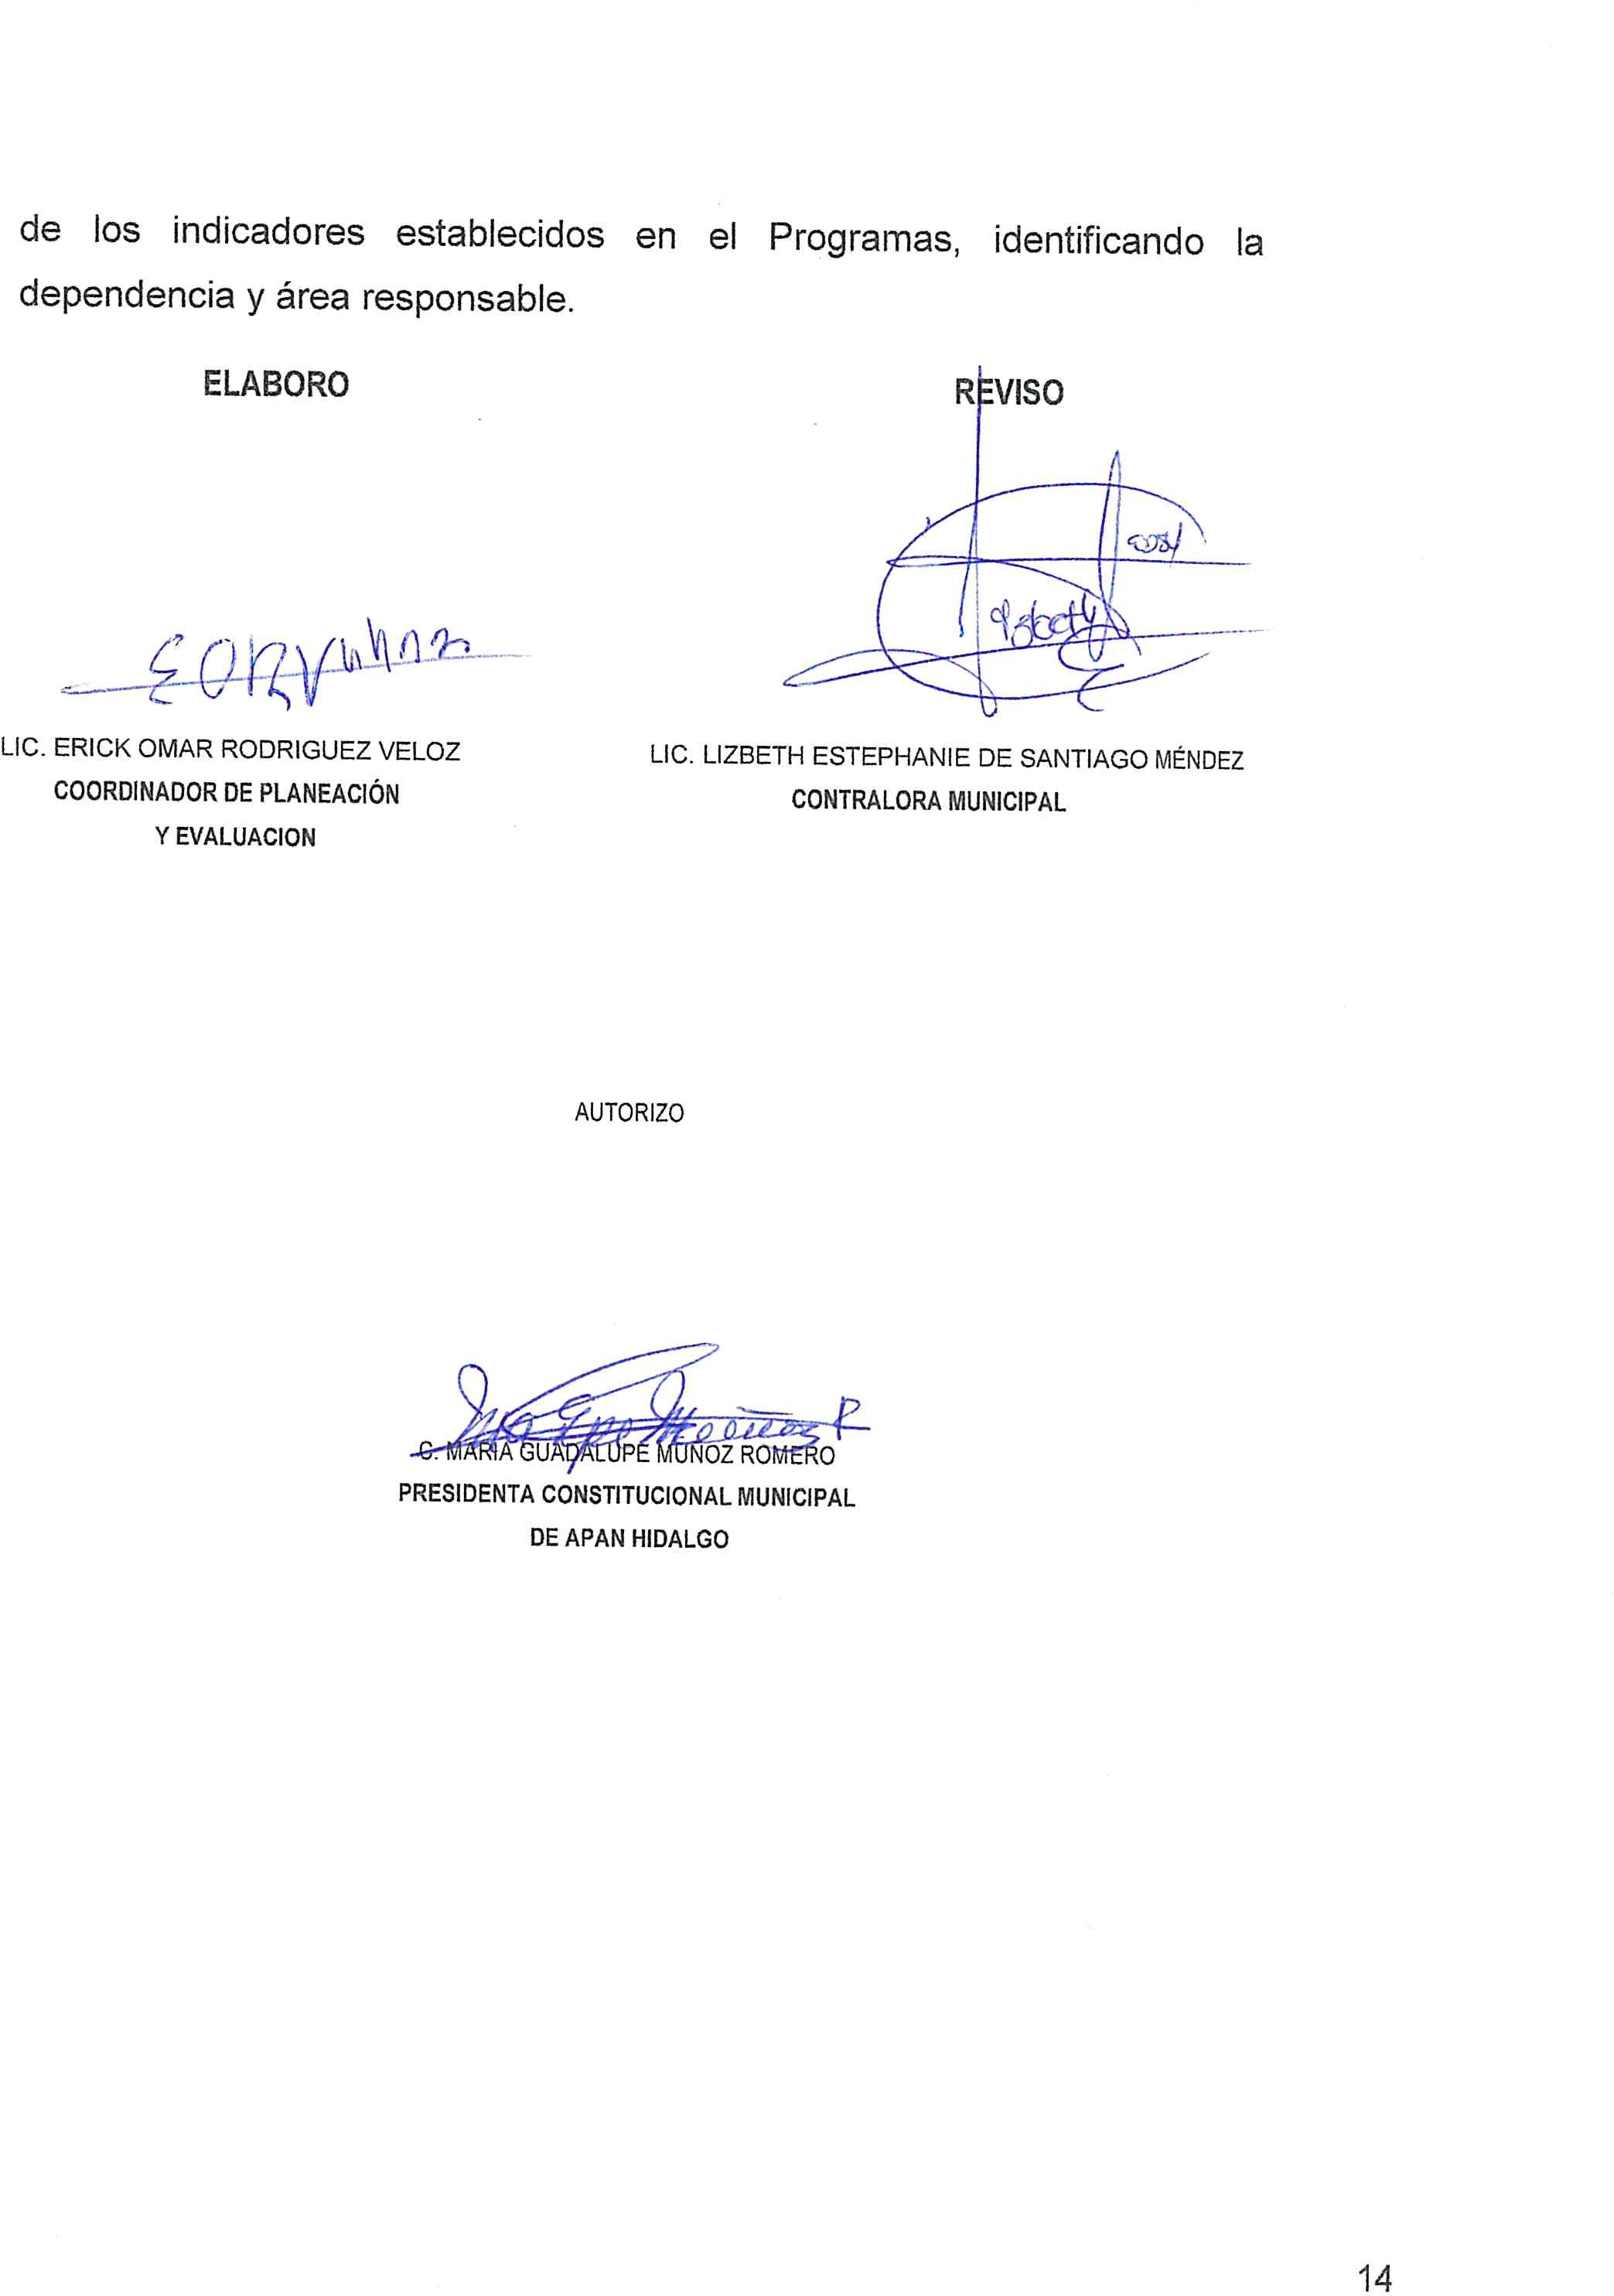 de los indicadores establecidos en el Programas, identificando la
dependencia y área responsable.
ELABORO
LIC. ERICK OMAR RODRIGUEZ VELOZ
COORDINADOR DE PLANEACIÓN
Y EVALUACION
REVISO
LIC. LIZBETH ESTEPHANIE DE SANTIAGO MÉNDEZ
CONTRALORA MUNICIPAL
AUTORIZO
C. MARIA GUADALUPE MUÑOZ ROMERO
PRESIDENTA CONSTITUCIONAL MUNICIPAL
DE APAN HIDALGO
14